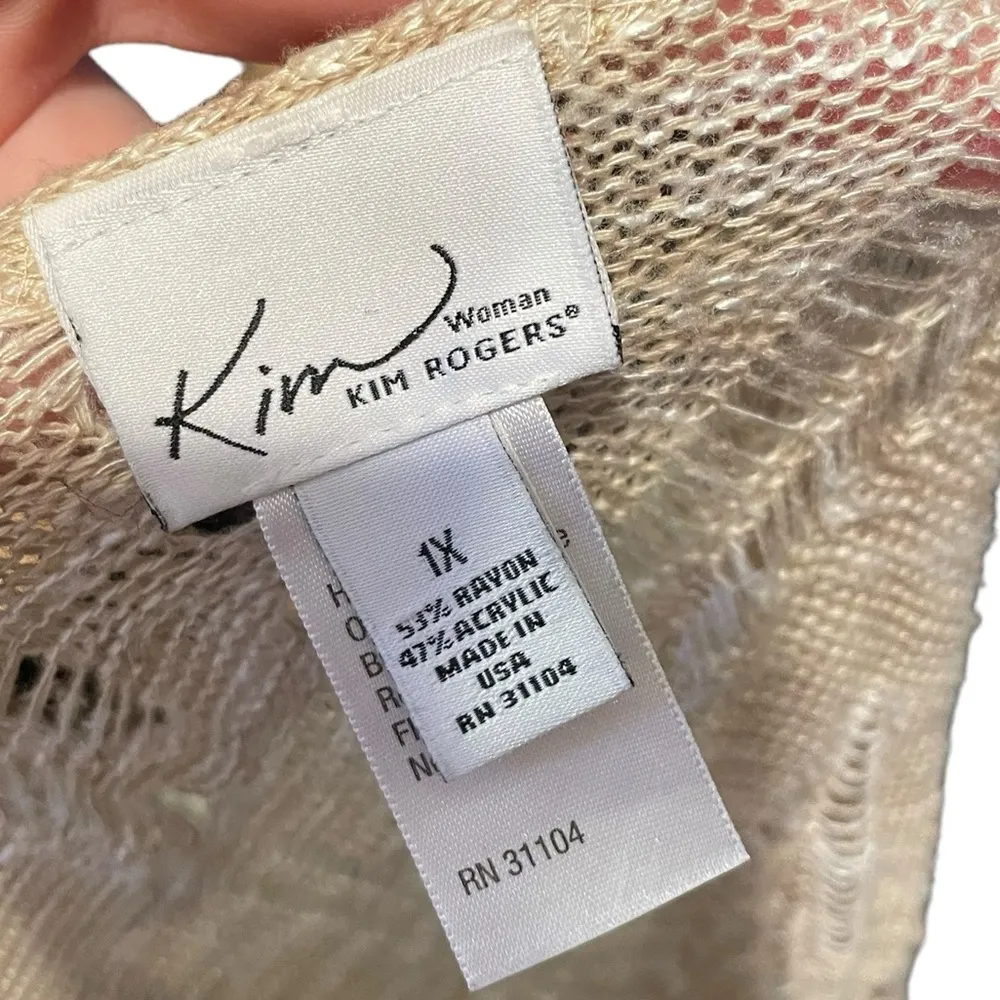 Kim
Woman
KIM ROGERS®
1X
53% RAYON
47% ACRYLIC
MADE IN
USA
RN 31104
RN 31104